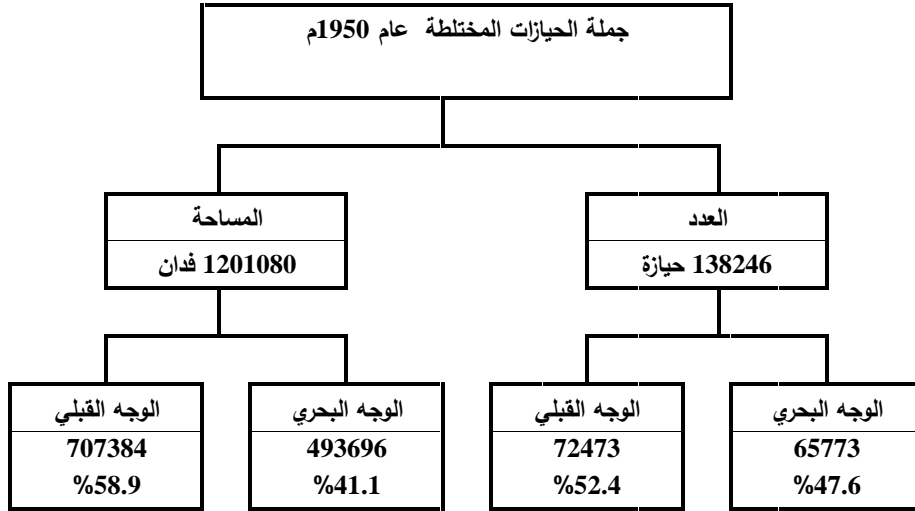 جملة الحيازات المختلطة عام 1950م
العدد
138246 حيازة
المساحة
1201080 فدان
الوجه البحري
65773
%47.6
الوجه القبلي
72473
%52.4
الوجه البحري
493696
%41.1
الوجه القبلي
707384
%58.9